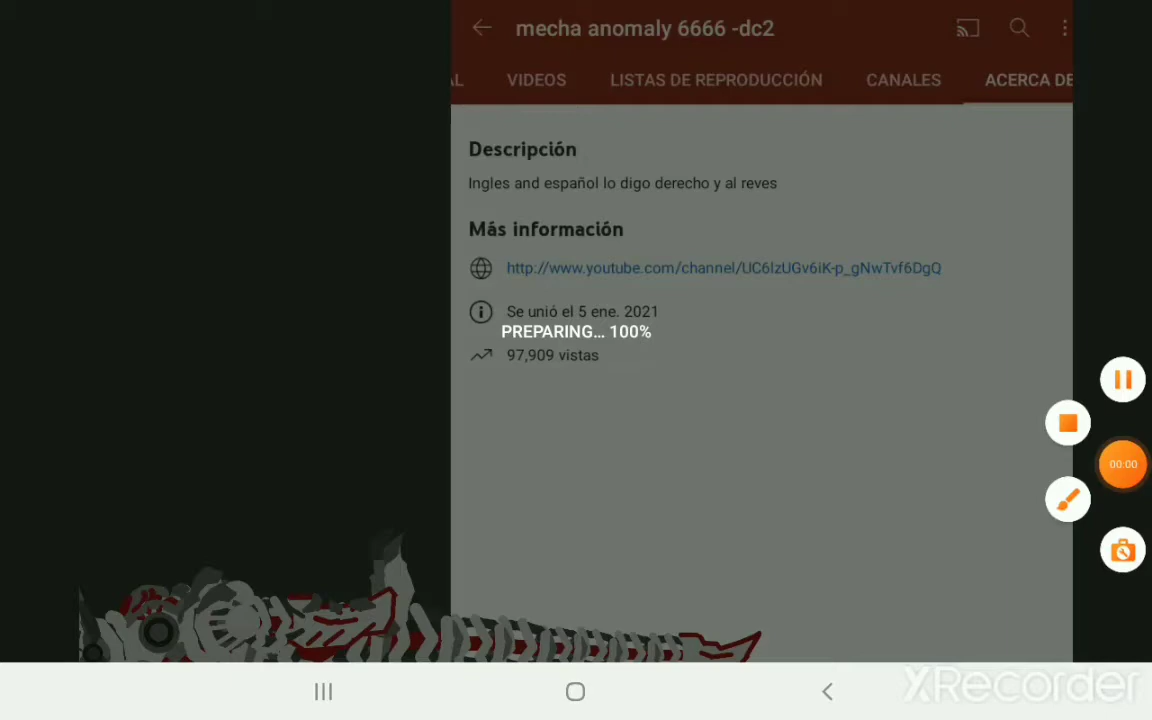 mecha anomaly 6666 -dc2
AL VIDEOS LISTAS DE REPRODUCCIÓN CANALES ACERCA DE
Descripción
Ingles and español lo digo derecho y al reves
Más información
http://www.youtube.com/channel/UC6lzUGv6iK-p_gNwTvf6DgQ
Se unió el 5 ene. 2021
PREPARING... 100%
97,909 vistas
00:00
XRecorder